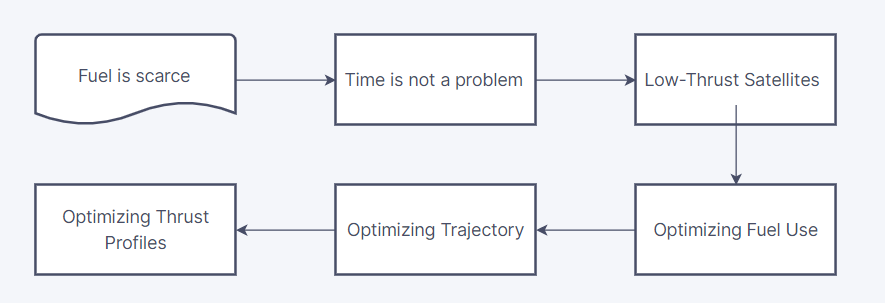 Fuel is scarce
Time is not a problem
Low-Thrust Satellites
Optimizing Fuel Use
Optimizing Trajectory
Optimizing Thrust
Profiles